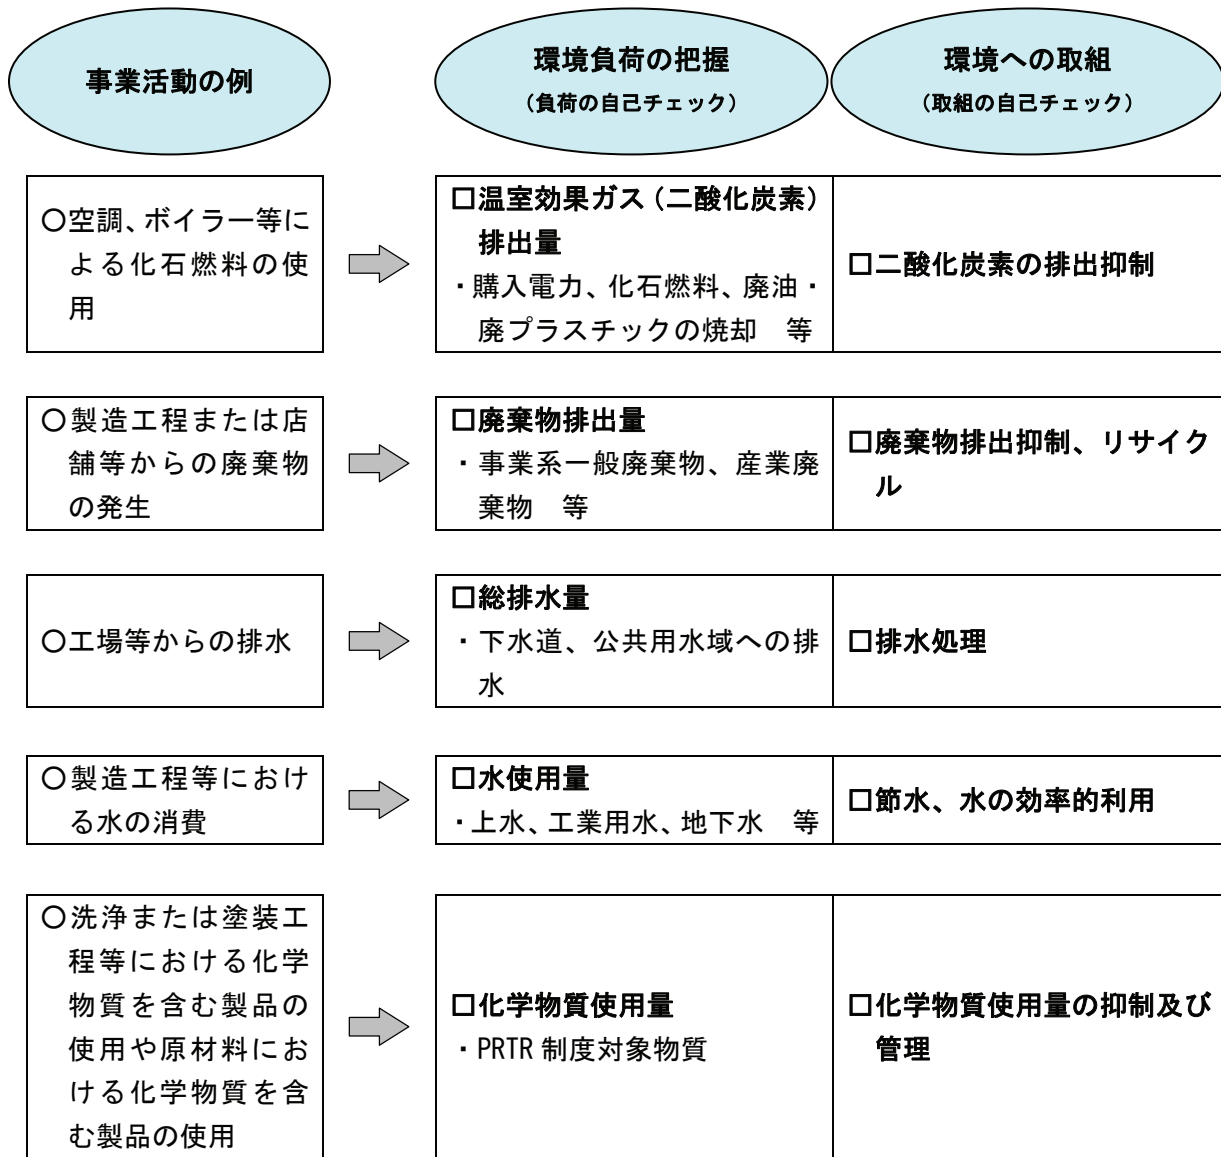 事業活動の例
環境負荷の把握
（負荷の自己チェック）
環境への取組
（取組の自己チェック）
〇空調、ボイラー等に
よる化石燃料の使
用
□温室効果ガス（二酸化炭素）
排出量
・購入電力、化石燃料、廃油・
廃プラスチックの焼却　等
□二酸化炭素の排出抑制
〇製造工程または店
舗等からの廃棄物
の発生
□廃棄物排出量
・事業系一般廃棄物、産業廃
棄物　等
□廃棄物排出抑制、リサイク
ル
〇工場等からの排水
□総排水量
・下水道、公共用水域への排
水
□排水処理
〇製造工程等におけ
る水の消費
□水使用量
・上水、工業用水、地下水　等
□節水、水の効率的利用
〇洗浄または塗装工
程等における化学
物質を含む製品の
使用や原材料にお
ける化学物質を含
む製品の使用
□化学物質使用量
・PRTR 制度対象物質
□化学物質使用量の抑制及び
管理